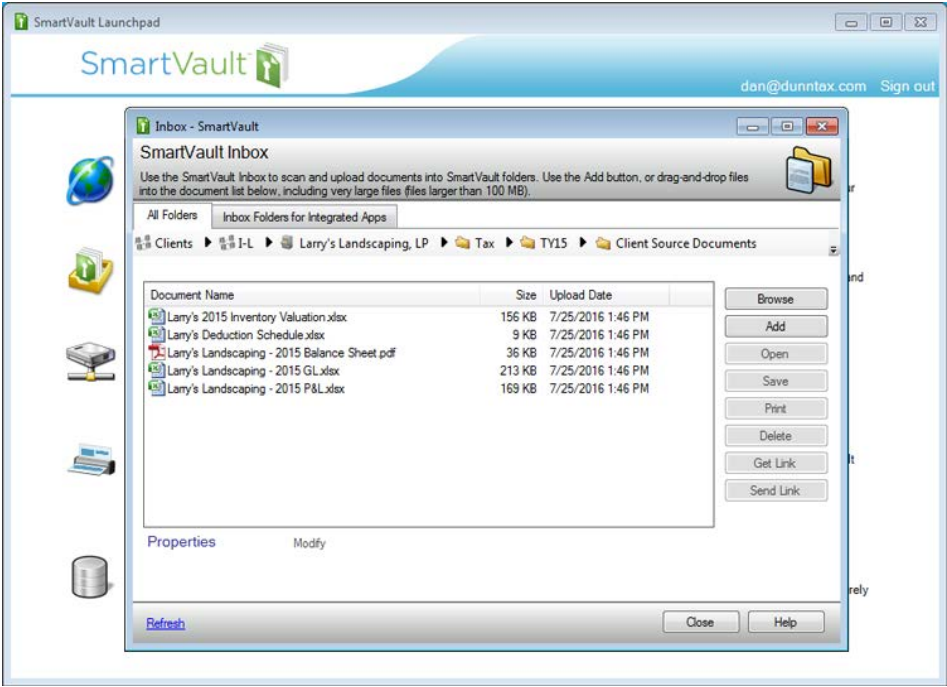 SmartVault Launchpad
SmartVault
dan@dunntax.com Sign out
Inbox - SmartVault
SmartVault Inbox
Use the SmartVault Inbox to scan and upload documents into SmartVault folders. Use the Add button, or drag-and-drop files
into the document list below, including very large files (files larger than 100 MB).
All Folders Inbox Folders for Integrated Apps
Clients I-L Larry's Landscaping, LP Tax TY15 Client Source Documents
Document Name Size Upload Date
Larry's 2015 Inventory Valuation.xlsx 156 KB 7/25/2016 1:46 PM
Larry's Deduction Schedule.xlsx 9 KB 7/25/2016 1:46 PM
Larry's Landscaping - 2015 Balance Sheet.pdf 36 KB 7/25/2016 1:46 PM
Larry's Landscaping - 2015 GL.xlsx 213 KB 7/25/2016 1:46 PM
Larry's Landscaping - 2015 P&L.xlsx 169 KB 7/25/2016 1:46 PM
Browse
Add
Open
Save
Print
Delete
Get Link
Send Link
Properties Modify
Refresh Close Help